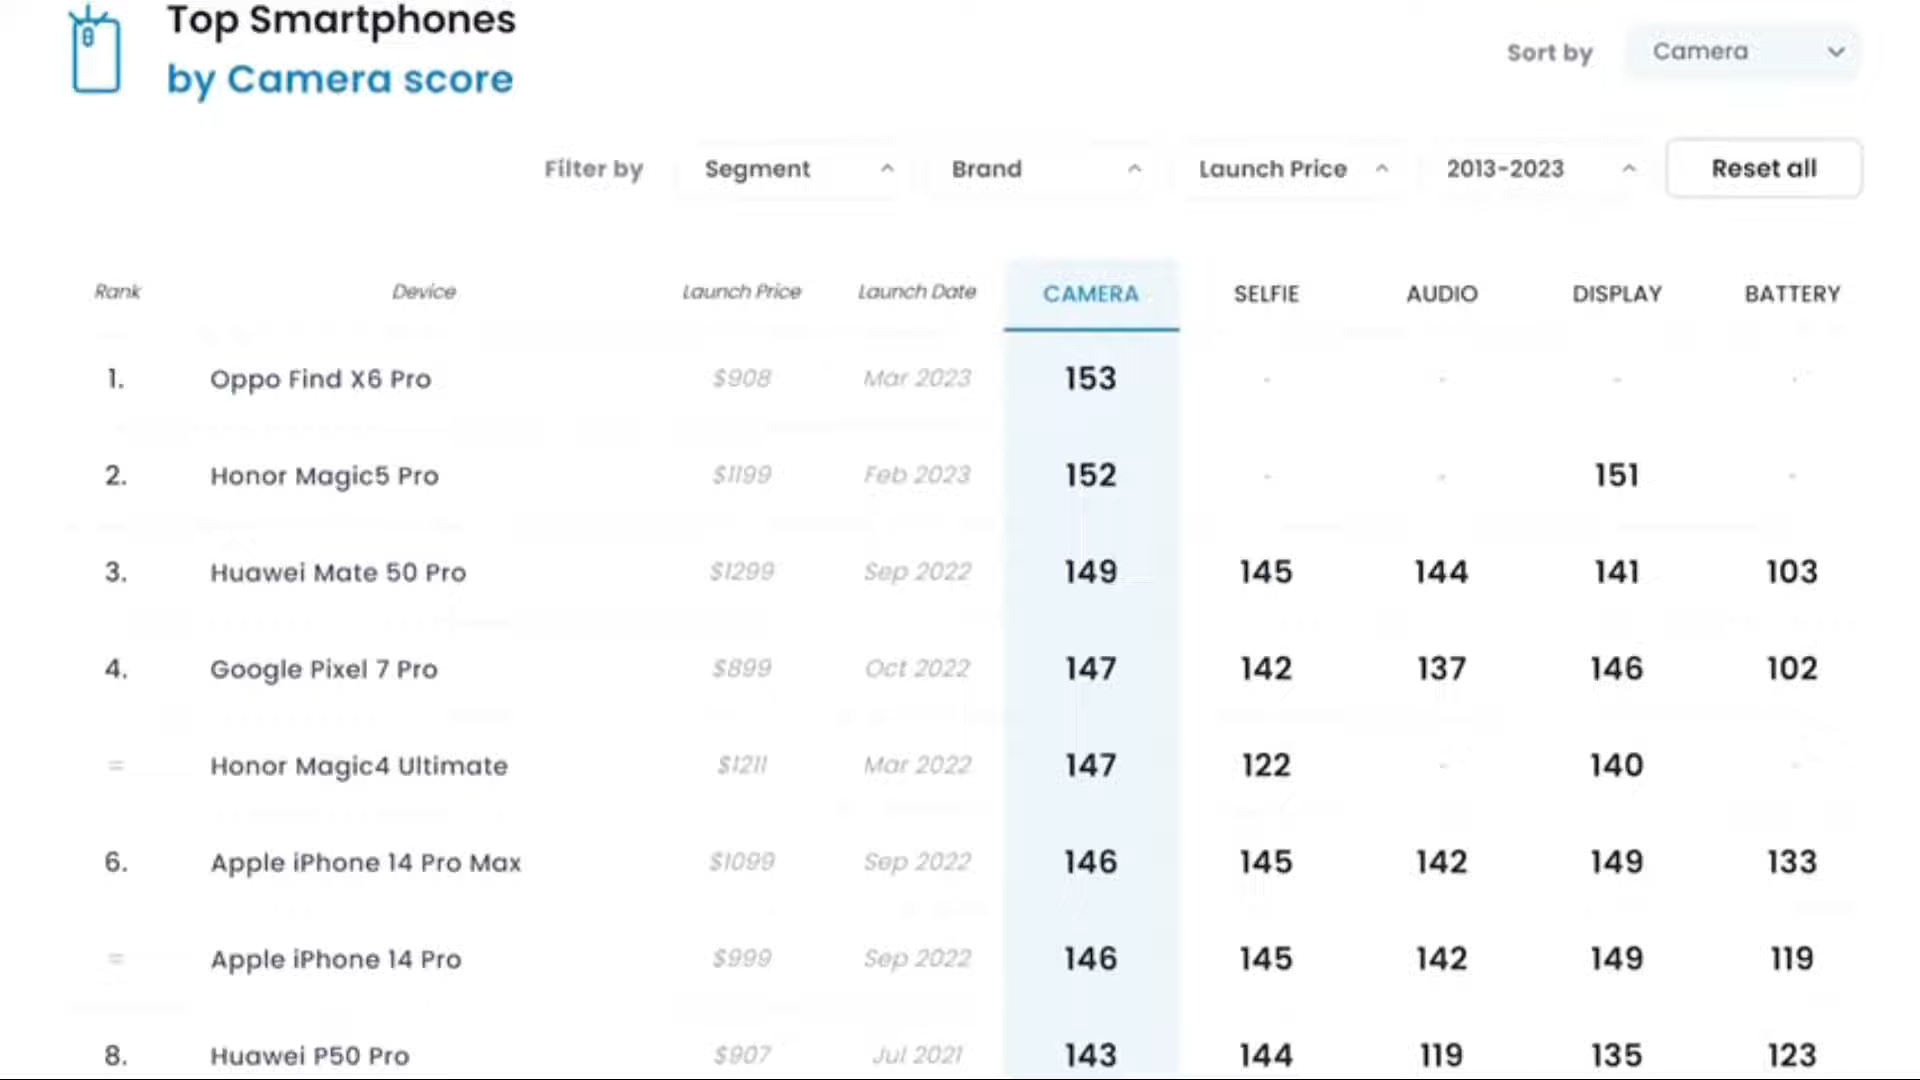 Top Smartphones
by Camera score
Sort by Camera
Filter by Segment Brand Launch Price 2013-2023 Reset all
Rank Device Launch Price Launch Date CAMERA SELFIE AUDIO DISPLAY BATTERY
1. Oppo Find X6 Pro $908 Mar 2023 153 - - - -
2. Honor Magic5 Pro $1199 Feb 2023 152 - - 151 -
3. Huawei Mate 50 Pro $1299 Sep 2022 149 145 144 141 103
4. Google Pixel 7 Pro $899 Oct 2022 147 142 137 146 102
= Honor Magic4 Ultimate $1211 Mar 2022 147 122 - 140 -
6. Apple iPhone 14 Pro Max $1099 Sep 2022 146 145 142 149 133
= Apple iPhone 14 Pro $999 Sep 2022 146 145 142 149 119
8. Huawei P50 Pro $907 Jul 2021 143 144 119 135 123